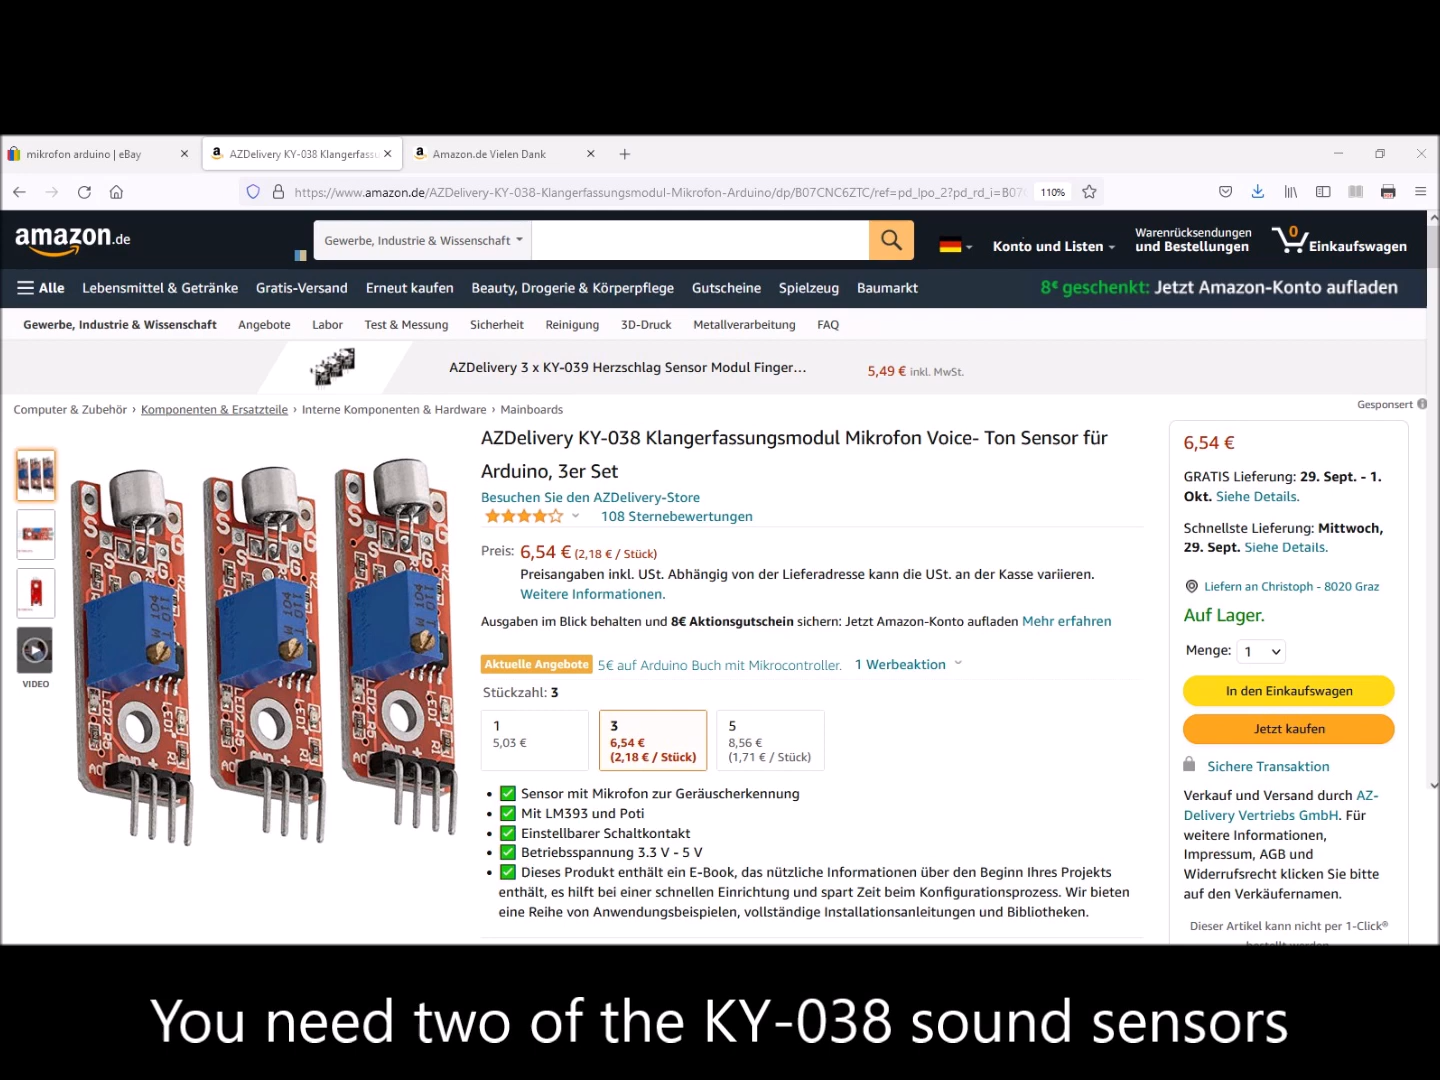 mikrofon arduino | eBay
AZDelivery KY-038 Klangerfassu
Amazon.de Vielen Dank
https://www.amazon.de/AZDelivery-KY-038-Klangerfassungsmodul-Mikrofon-Arduino/dp/B07CNC6ZTC/ref=pd_lpo_2?pd_rd_i=B07
110%
amazon.de
Gewerbe, Industrie & Wissenschaft
Konto und Listen
Warenrücksendungen
und Bestellungen
0
Einkaufswagen
Alle
Lebensmittel & Getränke
Gratis-Versand
Erneut kaufen
Beauty, Drogerie & Körperpflege
Gutscheine
Spielzeug
Baumarkt
8€ geschenkt: Jetzt Amazon-Konto aufladen
Gewerbe, Industrie & Wissenschaft
Angebote
Labor
Test & Messung
Sicherheit
Reinigung
3D-Druck
Metallverarbeitung
FAQ
AZDelivery 3 x KY-039 Herzschlag Sensor Modul Finger...
5,49 € inkl. MwSt.
Gesponsert
Computer & Zubehör › Komponenten & Ersatzteile › Interne Komponenten & Hardware › Mainboards
AZDelivery KY-038 Klangerfassungsmodul Mikrofon Voice- Ton Sensor für
Arduino, 3er Set
Besuchen Sie den AZDelivery-Store
108 Sternebewertungen
Preis: 6,54 € (2,18 € / Stück)
Preisangaben inkl. USt. Abhängig von der Lieferadresse kann die USt. an der Kasse variieren.
Weitere Informationen.
Ausgaben im Blick behalten und 8€ Aktionsgutschein sichern: Jetzt Amazon-Konto aufladen Mehr erfahren
Aktuelle Angebote 5€ auf Arduino Buch mit Mikrocontroller. 1 Werbeaktion
Stückzahl: 3
1
5,03 €
3
6,54 €
(2,18 € / Stück)
5
8,56 €
(1,71 € / Stück)
• Sensor mit Mikrofon zur Geräuscherkennung
• Mit LM393 und Poti
• Einstellbarer Schaltkontakt
• Betriebsspannung 3.3 V - 5 V
• Dieses Produkt enthält ein E-Book, das nützliche Informationen über den Beginn Ihres Projekts
enthält, es hilft bei einer schnellen Einrichtung und spart Zeit beim Konfigurationsprozess. Wir bieten
eine Reihe von Anwendungsbeispielen, vollständige Installationsanleitungen und Bibliotheken.
VIDEO
6,54 €
GRATIS Lieferung: 29. Sept. - 1.
Okt. Siehe Details.
Schnellste Lieferung: Mittwoch,
29. Sept. Siehe Details.
Liefern an Christoph - 8020 Graz
Auf Lager.
Menge: 1
In den Einkaufswagen
Jetzt kaufen
Sichere Transaktion
Verkauf und Versand durch AZ-
Delivery Vertriebs GmbH. Für
weitere Informationen,
Impressum, AGB und
Widerrufsrecht klicken Sie bitte
auf den Verkäufernamen.
Dieser Artikel kann nicht per 1-Click®
You need two of the KY-038 sound sensors